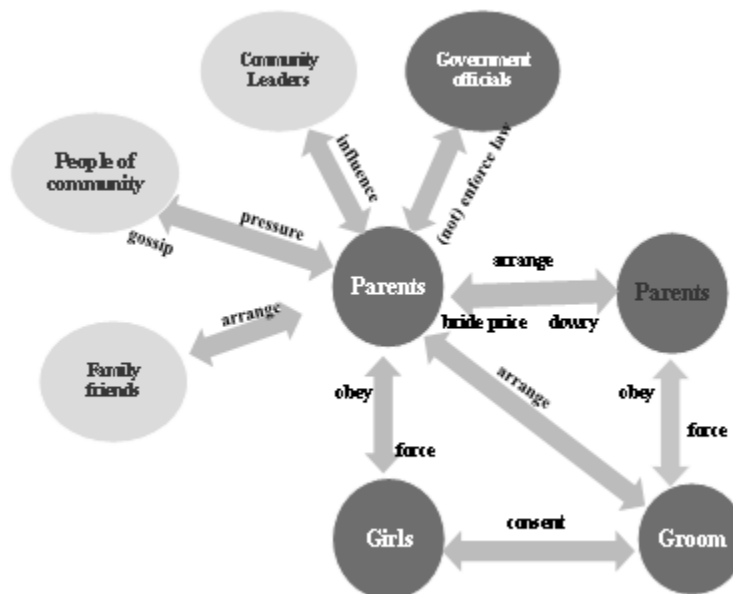 Community
Leaders
Government
officials
People of
community
influence
(not) enforce law
pressure
gossip
Parents
arrange
Parents
bride price
dowry
arrange
Family
friends
arrange
obey
obey
force
force
Girls
consent
Groom